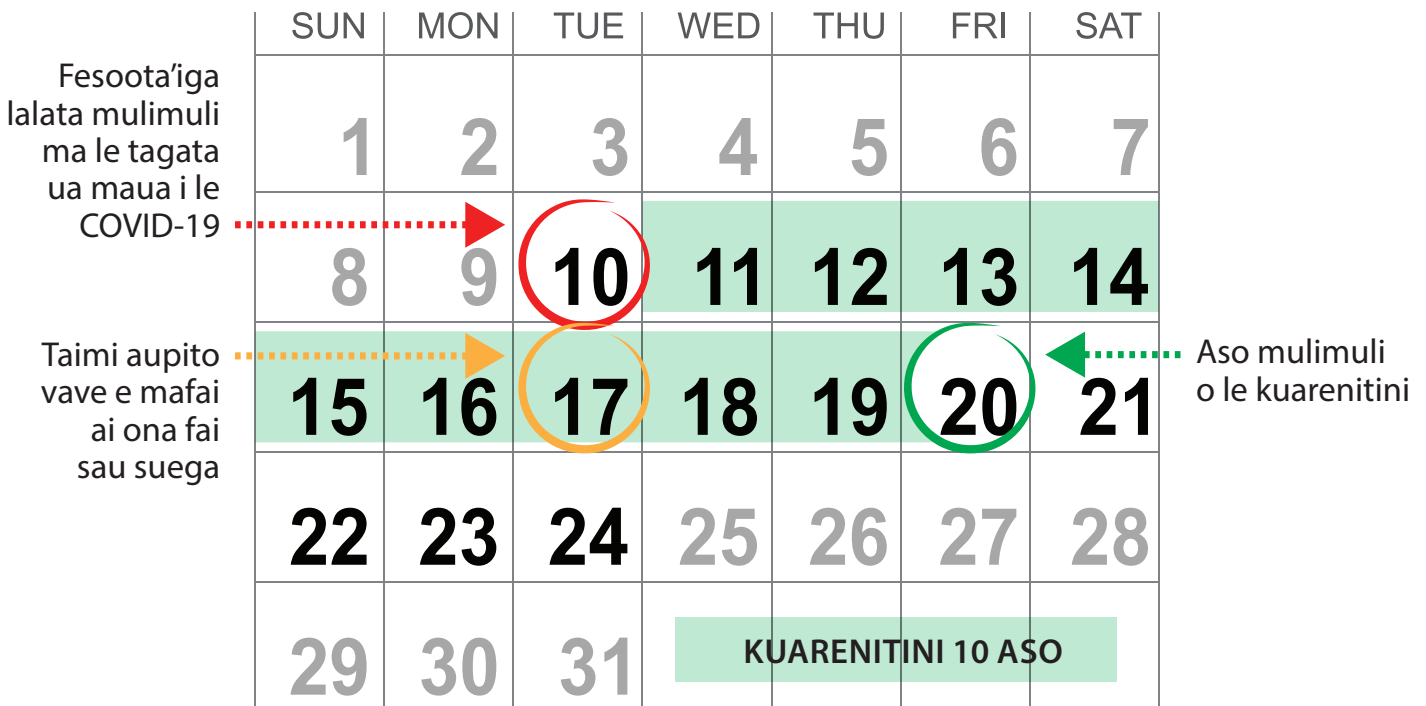 SUN MON TUE WED THU FRI SAT
Fesoota’iga
lalata mulimuli
ma le tagata
ua maua i le
COVID-19
1 2 3 4 5 6 7
8 9 10 11 12 13 14
Taimi aupito
vave e mafai
ai ona fai
sau suega
15 16 17 18 19 20 21
Aso mulimuli
o le kuarenitini
22 23 24 25 26 27 28
29 30 31
KUARENITINI 10 ASO